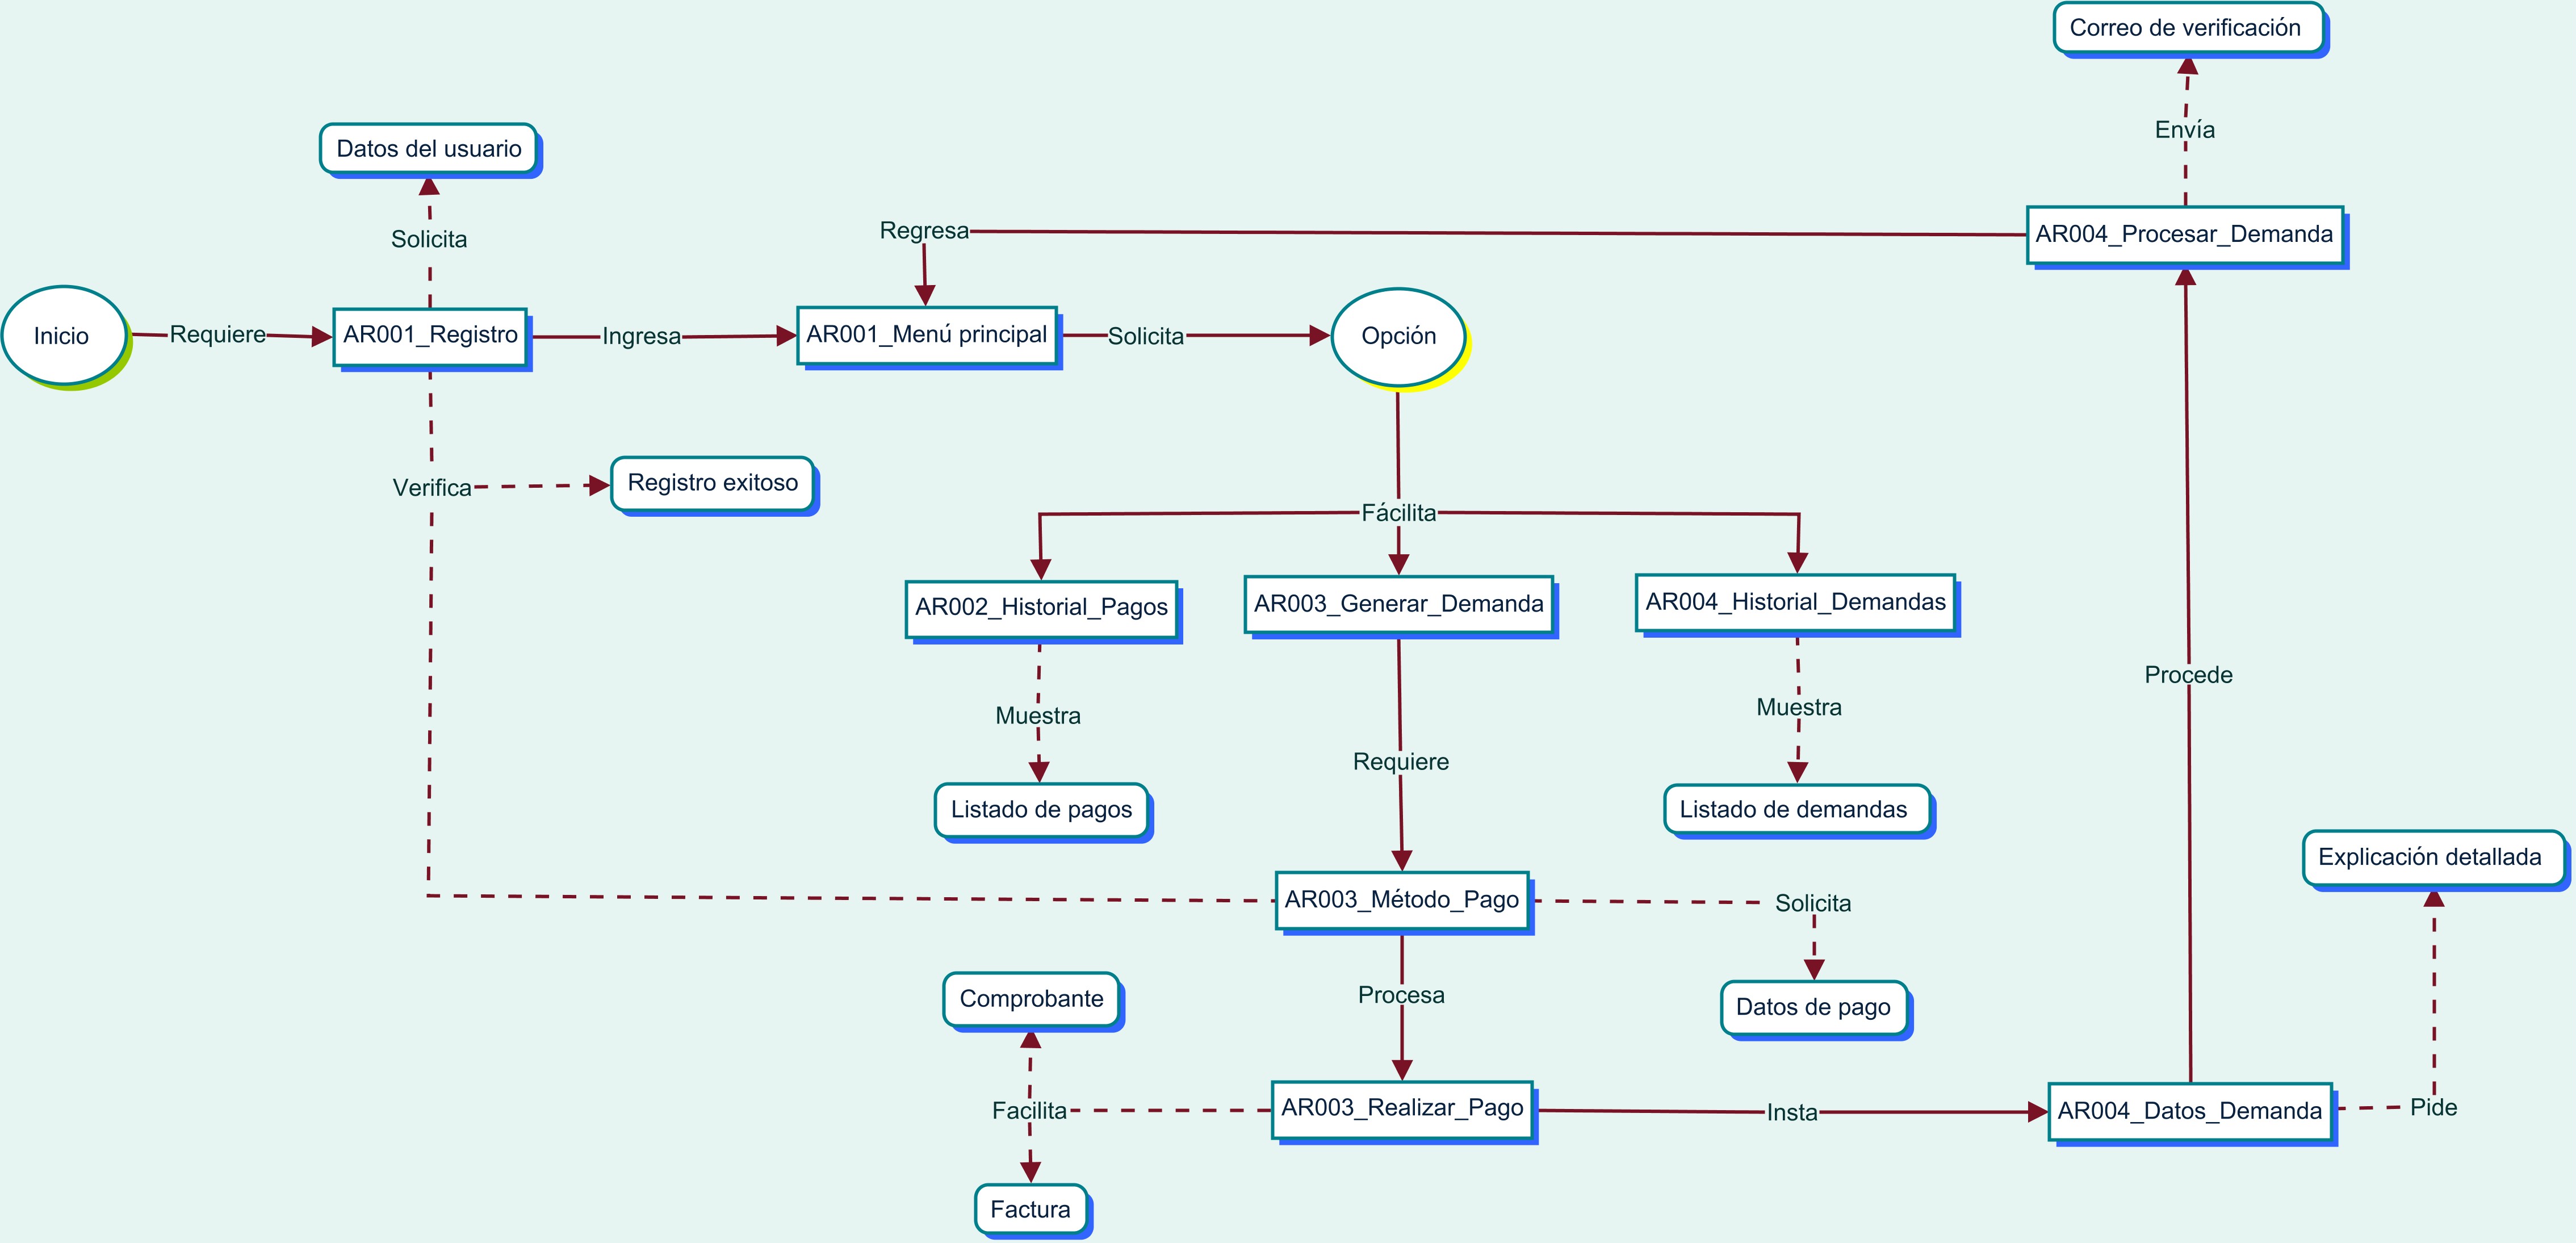 Correo de verificación
Envía
Datos del usuario
Solicita
Regresa
AR004_Procesar_Demanda
Inicio
Requiere
AR001_Registro
Ingresa
AR001_Menú principal
Solicita
Opción
Verifica
Registro exitoso
Fácilita
AR002_Historial_Pagos
AR003_Generar_Demanda
AR004_Historial_Demandas
Procede
Muestra
Muestra
Requiere
Listado de pagos
Listado de demandas
Explicación detallada
AR003_Método_Pago
Solicita
Comprobante
Procesa
Datos de pago
Facilita
AR003_Realizar_Pago
Insta
AR004_Datos_Demanda
Pide
Factura